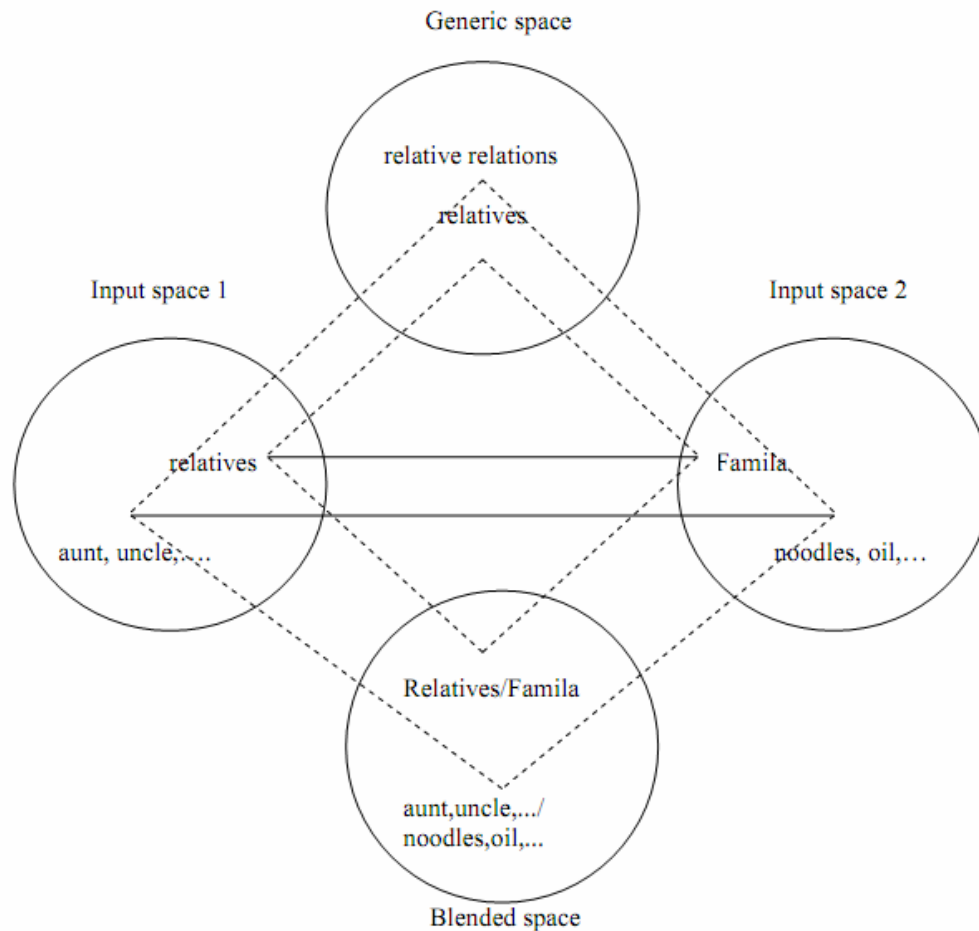 Generic space
relative relations
relatives
Input space 1
Input space 2
relatives
Famila
aunt, uncle,….
noodles, oil,…
Relatives/Famila
aunt,uncle,.../
noodles,oil,...
Blended space